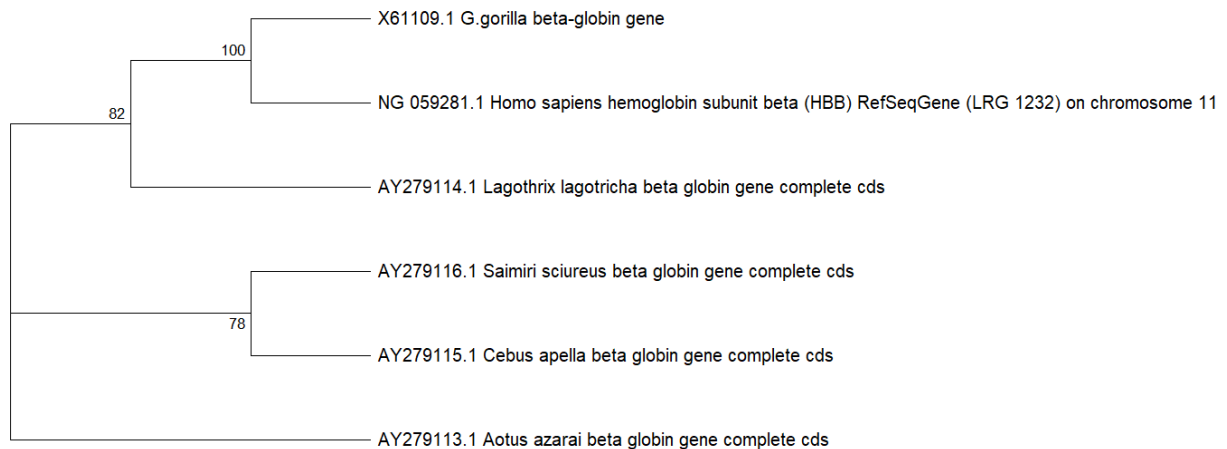 X61109.1 G.gorilla beta-globin gene
100
NG 059281.1 Homo sapiens hemoglobin subunit beta (HBB) RefSeqGene (LRG 1232) on chromosome 11
82
AY279114.1 Lagothrix lagotricha beta globin gene complete cds
AY279116.1 Saimiri sciureus beta globin gene complete cds
78
AY279115.1 Cebus apella beta globin gene complete cds
AY279113.1 Aotus azarai beta globin gene complete cds